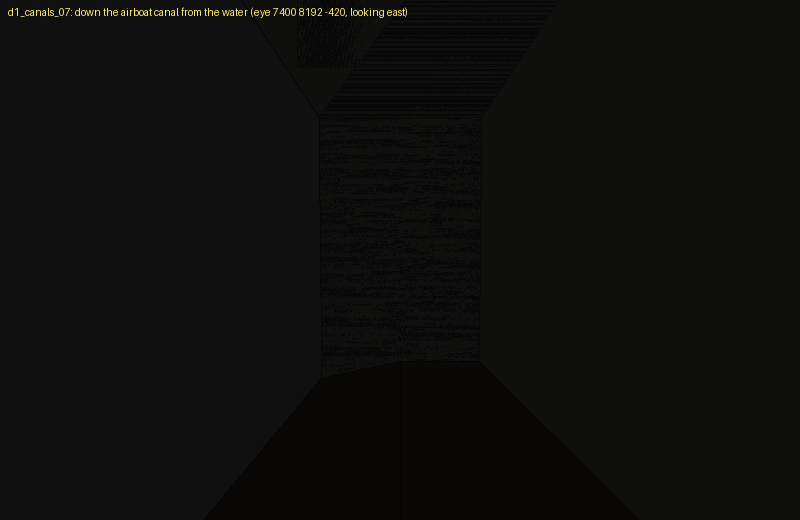 d1_canals_07: down the airboat canal from the water (eye 7400 8192 -420, looking east)